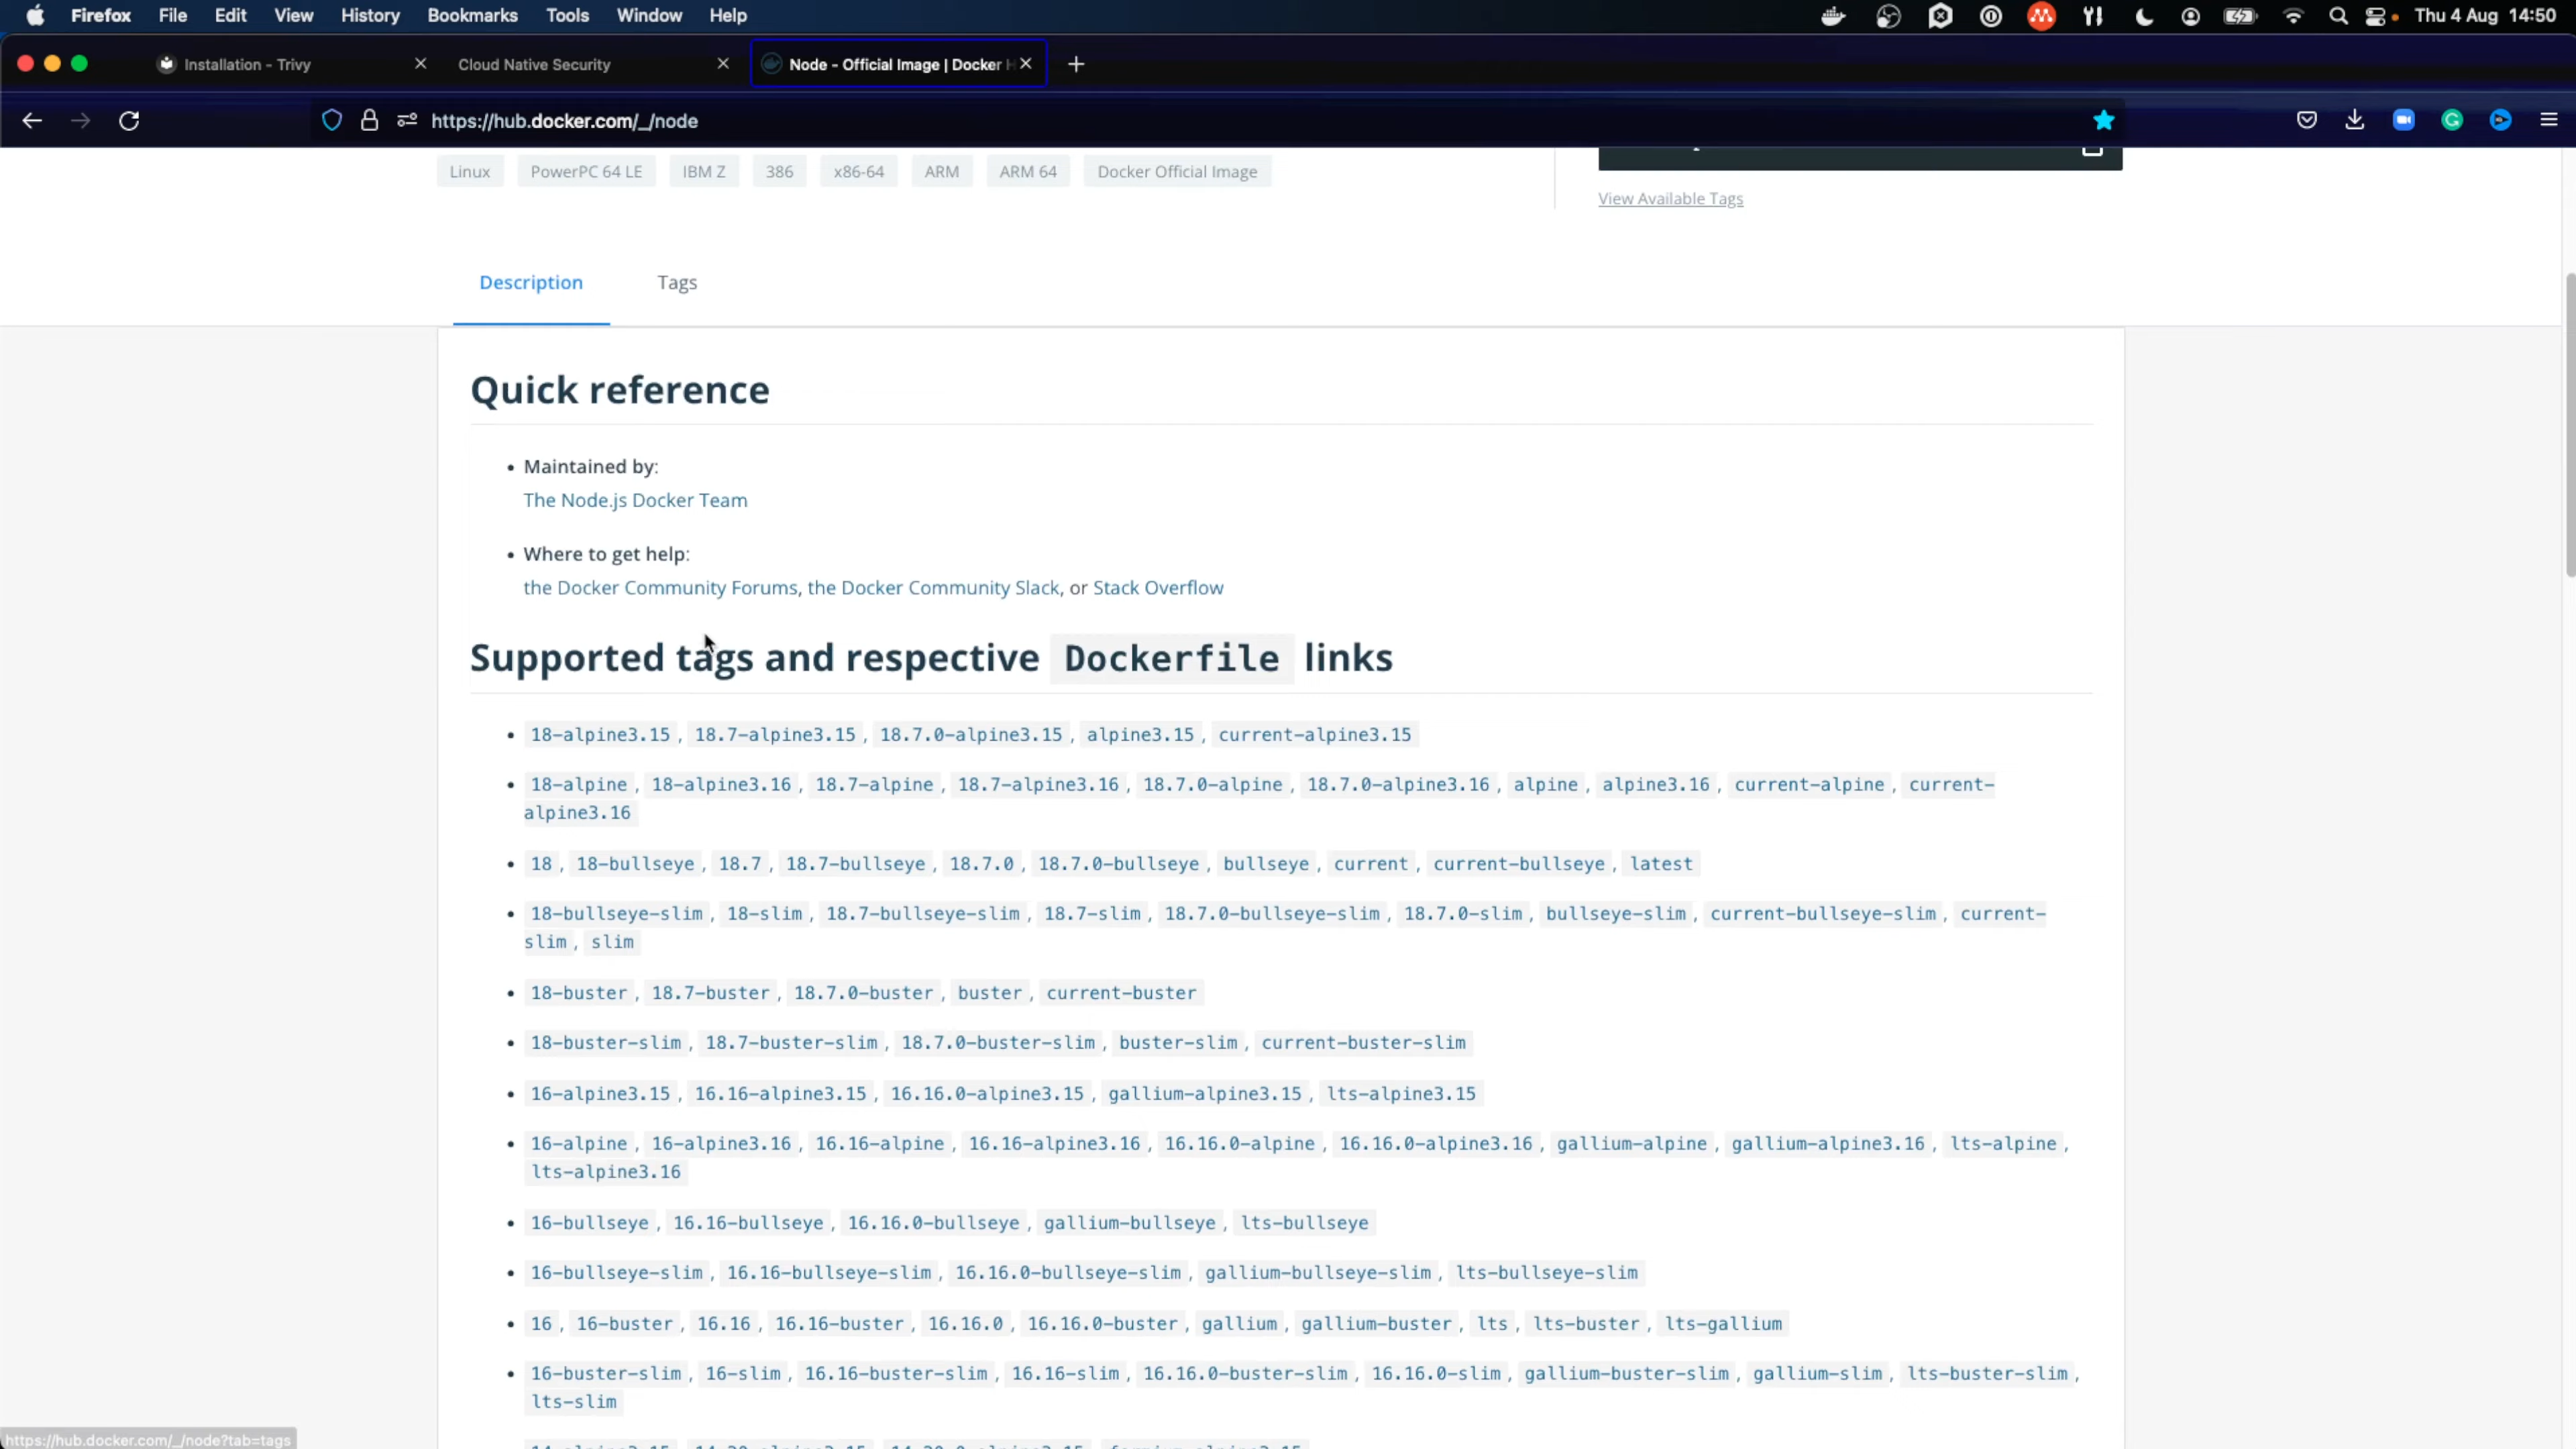 Firefox File Edit View History Bookmarks Tools Window Help Thu 4 Aug 14:50
Installation - Trivy Cloud Native Security Node - Official Image | Docker H
https://hub.docker.com/_/node
Linux PowerPC 64 LE IBM Z 386 x86-64 ARM ARM 64 Docker Official Image
View Available Tags
Description Tags
Quick reference
• Maintained by:
The Node.js Docker Team
• Where to get help:
the Docker Community Forums, the Docker Community Slack, or Stack Overflow
Supported tags and respective Dockerfile links
• 18-alpine3.15, 18.7-alpine3.15, 18.7.0-alpine3.15, alpine3.15, current-alpine3.15
• 18-alpine, 18-alpine3.16, 18.7-alpine, 18.7-alpine3.16, 18.7.0-alpine, 18.7.0-alpine3.16, alpine, alpine3.16, current-alpine, current-
alpine3.16
• 18, 18-bullseye, 18.7, 18.7-bullseye, 18.7.0, 18.7.0-bullseye, bullseye, current, current-bullseye, latest
• 18-bullseye-slim, 18-slim, 18.7-bullseye-slim, 18.7-slim, 18.7.0-bullseye-slim, 18.7.0-slim, bullseye-slim, current-bullseye-slim, current-
slim, slim
• 18-buster, 18.7-buster, 18.7.0-buster, buster, current-buster
• 18-buster-slim, 18.7-buster-slim, 18.7.0-buster-slim, buster-slim, current-buster-slim
• 16-alpine3.15, 16.16-alpine3.15, 16.16.0-alpine3.15, gallium-alpine3.15, lts-alpine3.15
• 16-alpine, 16-alpine3.16, 16.16-alpine, 16.16-alpine3.16, 16.16.0-alpine, 16.16.0-alpine3.16, gallium-alpine, gallium-alpine3.16, lts-alpine,
lts-alpine3.16
• 16-bullseye, 16.16-bullseye, 16.16.0-bullseye, gallium-bullseye, lts-bullseye
• 16-bullseye-slim, 16.16-bullseye-slim, 16.16.0-bullseye-slim, gallium-bullseye-slim, lts-bullseye-slim
• 16, 16-buster, 16.16, 16.16-buster, 16.16.0, 16.16.0-buster, gallium, gallium-buster, lts, lts-buster, lts-gallium
• 16-buster-slim, 16-slim, 16.16-buster-slim, 16.16-slim, 16.16.0-buster-slim, 16.16.0-slim, gallium-buster-slim, gallium-slim, lts-buster-slim,
lts-slim
https://hub.docker.com/_/node?tab=tags